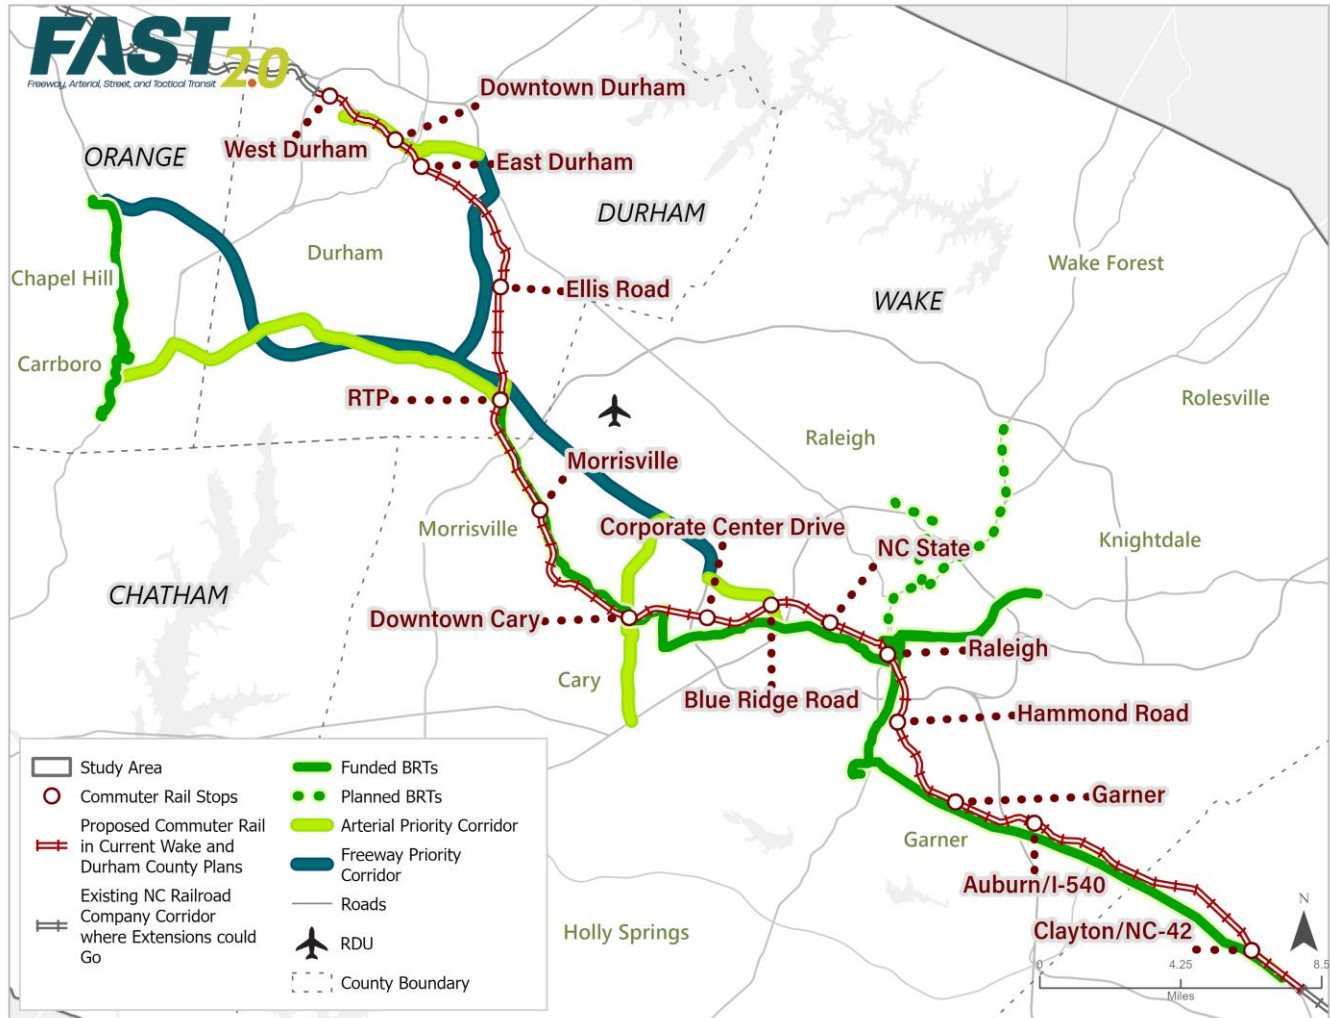 FAST 2.0
Freeway, Arterial, Street, and Tactical Transit
Downtown Durham
West Durham
East Durham
ORANGE
DURHAM
Durham
Chapel Hill
Ellis Road
Wake Forest
WAKE
Carrboro
RTP
Rolesville
Raleigh
Morrisville
Morrisville
Corporate Center Drive
NC State
Knightdale
CHATHAM
Downtown Cary
Raleigh
Cary
Blue Ridge Road
Hammond Road
Garner
Garner
Auburn/I-540
Clayton/NC-42
Holly Springs
Study Area
Commuter Rail Stops
Proposed Commuter Rail
in Current Wake and
Durham County Plans
Existing NC Railroad
Company Corridor
where Extensions could
Go
Funded BRTs
Planned BRTs
Arterial Priority Corridor
Freeway Priority
Corridor
Roads
RDU
County Boundary
N
0 4.25 8.5
Miles